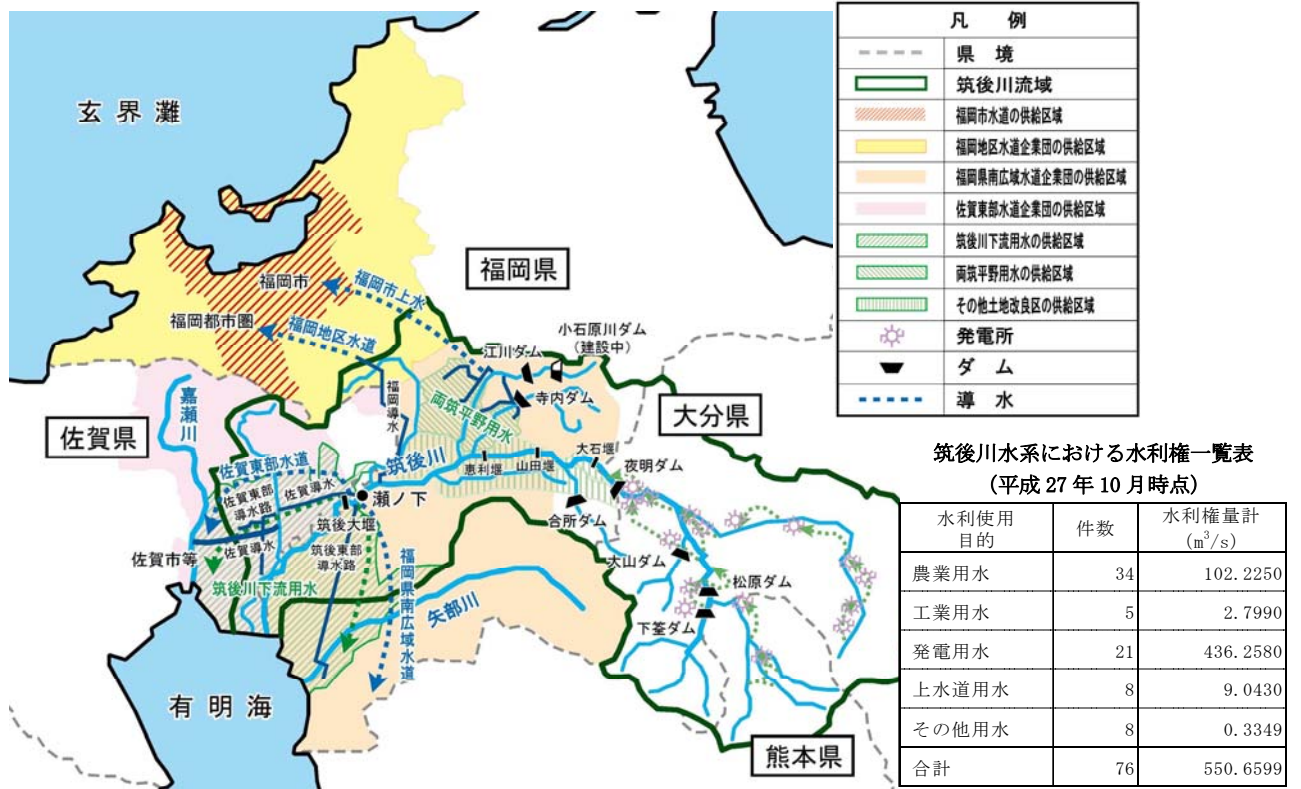 玄界灘
福岡県
福岡市
福岡市上水
福岡都市圏
福岡地区水道
小石原川ダム
(建設中)
江川ダム
寺内ダム
両筑平野用水
福岡導水
嘉瀬川
佐賀県
大分県
佐賀東部水道
筑後川
恵利堰
山田堰
大石堰
夜明ダム
佐賀東部
導水路
佐賀導水
瀬ノ下
筑後大堰
合所ダム
佐賀市等
佐賀導水
筑後東部
導水路
大山ダム
松原ダム
筑後川下流用水
福岡県南広域水道
矢部川
下筌ダム
有明海
熊本県
凡 例
県 境
筑後川流域
福岡市水道の供給区域
福岡地区水道企業団の供給区域
福岡県南広域水道企業団の供給区域
佐賀東部水道企業団の供給区域
筑後川下流用水の供給区域
両筑平野用水の供給区域
その他土地改良区の供給区域
発電所
ダ ム
導 水
筑後川水系における水利権一覧表
(平成 27 年 10 月時点)
水利使用
目的 件数 水利権量計
(m³/s)
農業用水 34 102.2250
工業用水 5 2.7990
発電用水 21 436.2580
上水道用水 8 9.0430
その他用水 8 0.3349
合計 76 550.6599